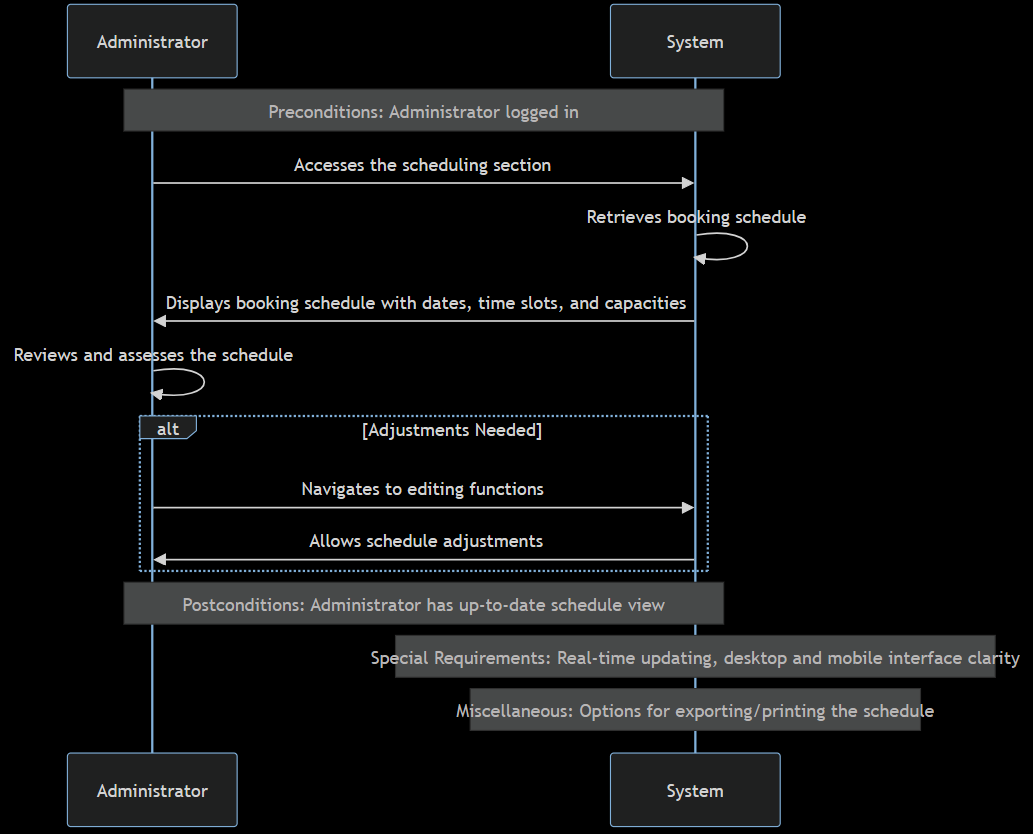 Administrator
System
Preconditions: Administrator logged in
Accesses the scheduling section
Retrieves booking schedule
Displays booking schedule with dates, time slots, and capacities
Reviews and assesses the schedule
alt
[Adjustments Needed]
Navigates to editing functions
Allows schedule adjustments
Postconditions: Administrator has up-to-date schedule view
Special Requirements: Real-time updating, desktop and mobile interface clarity
Miscellaneous: Options for exporting/printing the schedule
Administrator
System